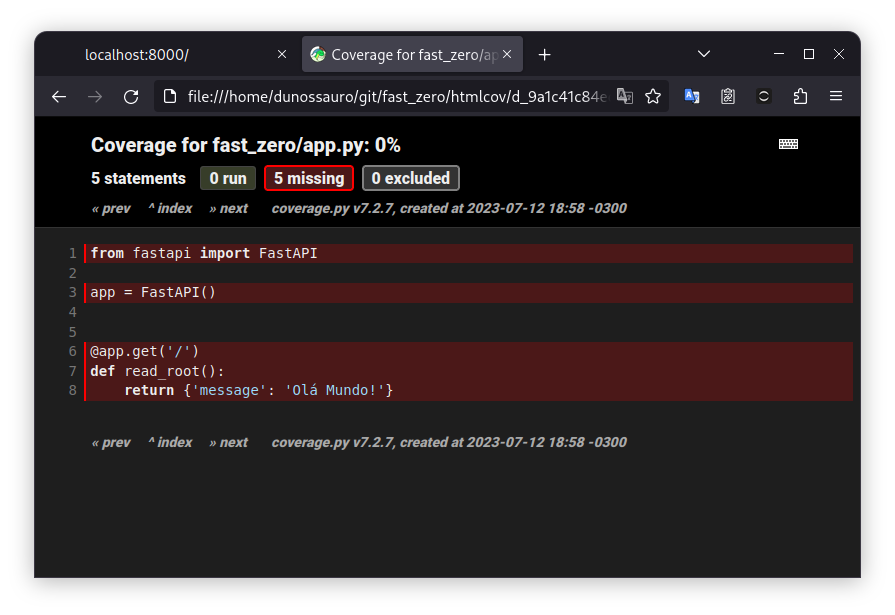 localhost:8000/
Coverage for fast_zero/ap
file:///home/dunossauro/git/fast_zero/htmlcov/d_9a1c41c84e
Coverage for fast_zero/app.py: 0%
5 statements 0 run 5 missing 0 excluded
« prev ^ index » next coverage.py v7.2.7, created at 2023-07-12 18:58 -0300
1 from fastapi import FastAPI
2
3 app = FastAPI()
4
5
6 @app.get('/')
7 def read_root():
8     return {'message': 'Olá Mundo!'}
« prev ^ index » next coverage.py v7.2.7, created at 2023-07-12 18:58 -0300